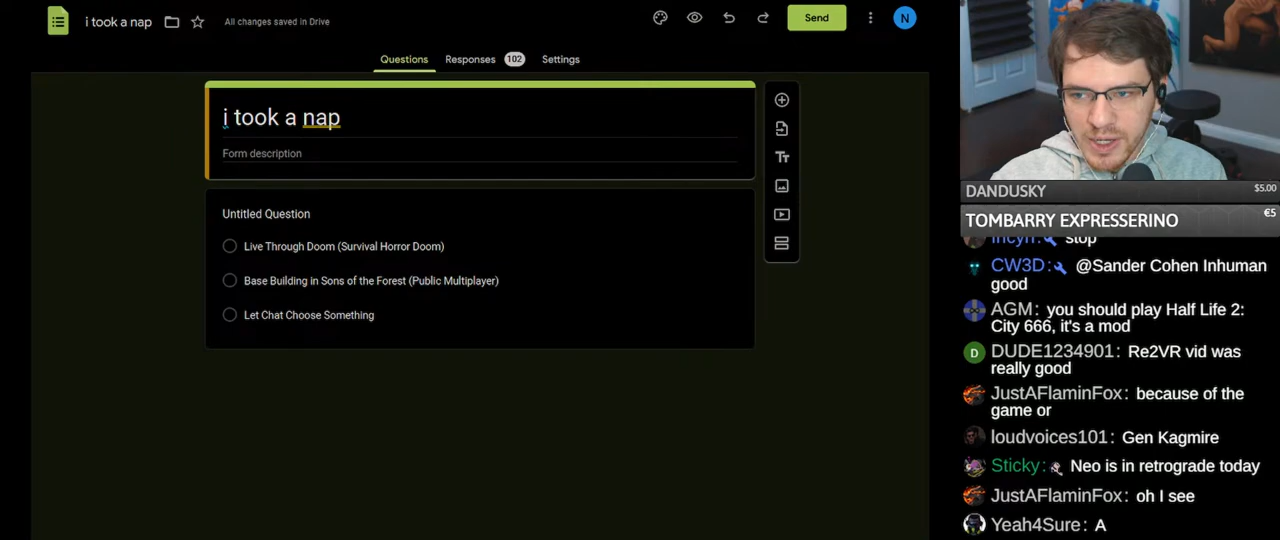 i took a nap
All changes saved in Drive
Send
N
Questions
Responses 102
Settings
i took a nap
Form description
Untitled Question
Live Through Doom (Survival Horror Doom)
Base Building in Sons of the Forest (Public Multiplayer)
Let Chat Choose Something
DANDUSKY $5.00
TOMBARRY EXPRESSERINO €5
Incyn: stop
CW3D: @Sander Cohen Inhuman
good
AGM: you should play Half Life 2:
City 666, it's a mod
D
DUDE1234901: Re2VR vid was
really good
JustAFlaminFox: because of the
game or
loudvoices101: Gen Kagmire
Sticky: Neo is in retrograde today
JustAFlaminFox: oh I see
Yeah4Sure: A